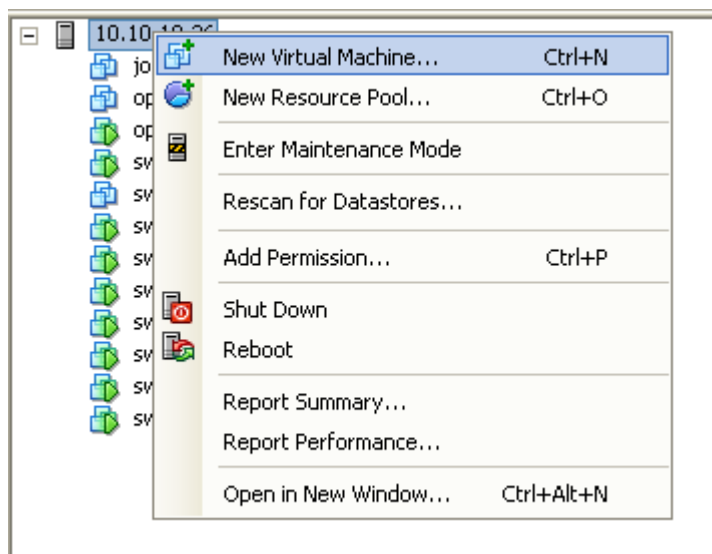 10.10.10.26
New Virtual Machine... Ctrl+N
jo
New Resource Pool... Ctrl+O
op
op
Enter Maintenance Mode
sv
sv
Rescan for Datastores...
sv
Add Permission... Ctrl+P
sv
sv
Shut Down
sv
Reboot
sv
Report Summary...
sv
sv
Report Performance...
Open in New Window... Ctrl+Alt+N